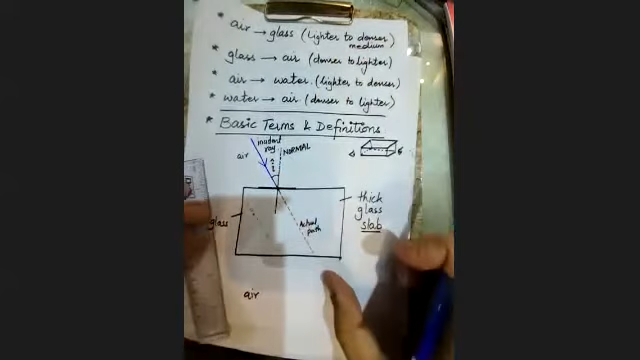 * air → glass (lighter to denser
medium)
* glass → air (denser to lighter)
* air → water. (lighter to denser)
* water → air (denser to lighter)
* Basic Terms & Definitions
incident
ray
NORMAL
air
î
thick
glass
slab
glass
Actual
path
air